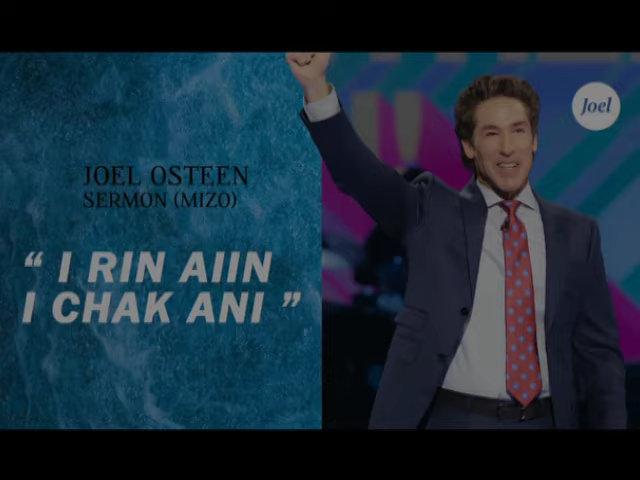 JOEL OSTEEN
SERMON (MIZO)
“ I RIN AIIN
I CHAK ANI ”
Joel